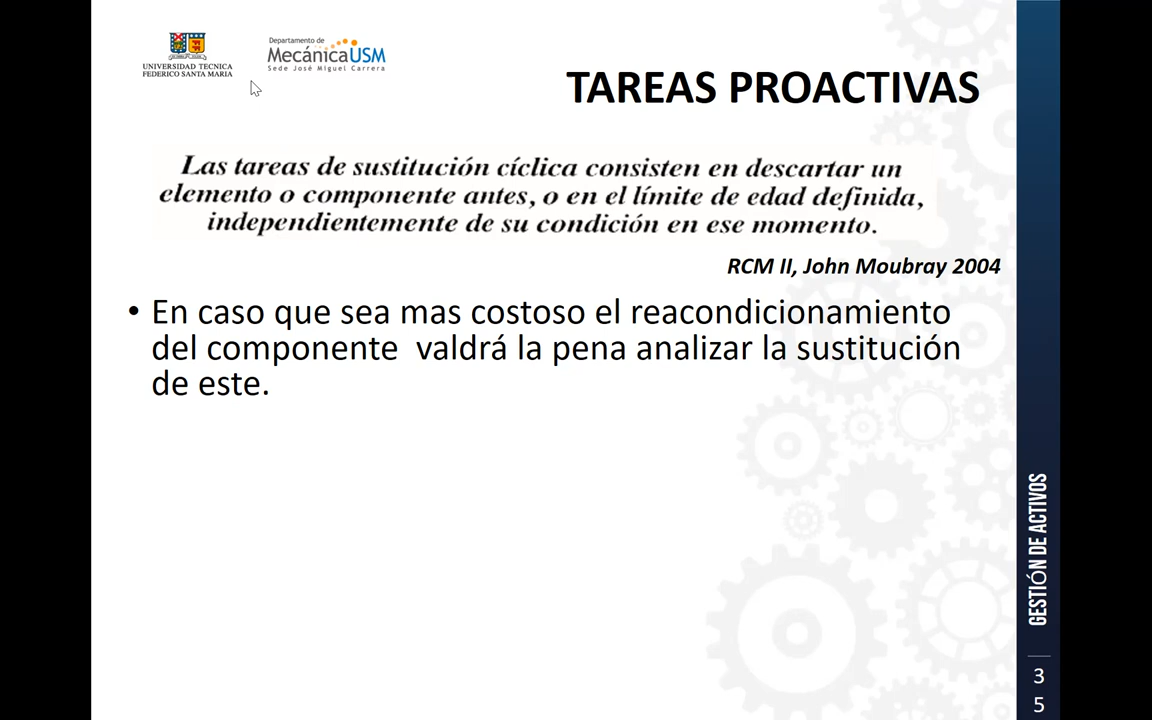 UNIVERSIDAD TECNICA
FEDERICO SANTA MARIA
Departamento de
MecánicaUSM
Sede José Miguel Carrera
TAREAS PROACTIVAS
Las tareas de sustitución cíclica consisten en descartar un
elemento o componente antes, o en el límite de edad definida,
independientemente de su condición en ese momento.
RCM II, John Moubray 2004
• En caso que sea mas costoso el reacondicionamiento
del componente valdrá la pena analizar la sustitución
de este.
GESTIÓN DE ACTIVOS
3
5